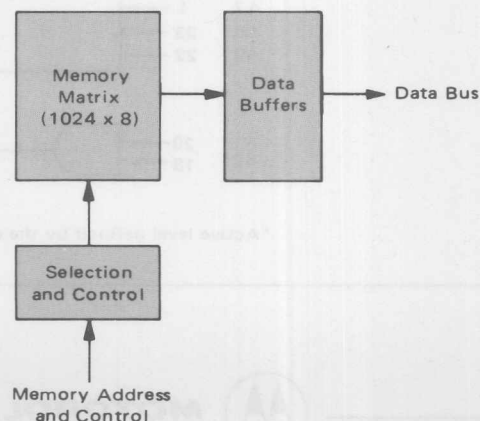 Memory
Matrix
(1024 x 8)
Data
Buffers
Data Bus
Selection
and Control
Memory Address
and Control